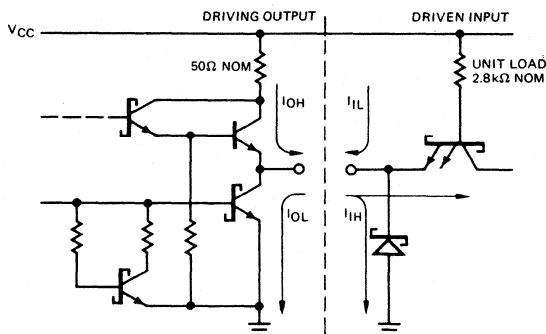 DRIVING OUTPUT
DRIVEN INPUT
VCC
50Ω NOM
UNIT LOAD
2.8kΩ NOM
IOH
IIL
IOL
IIH